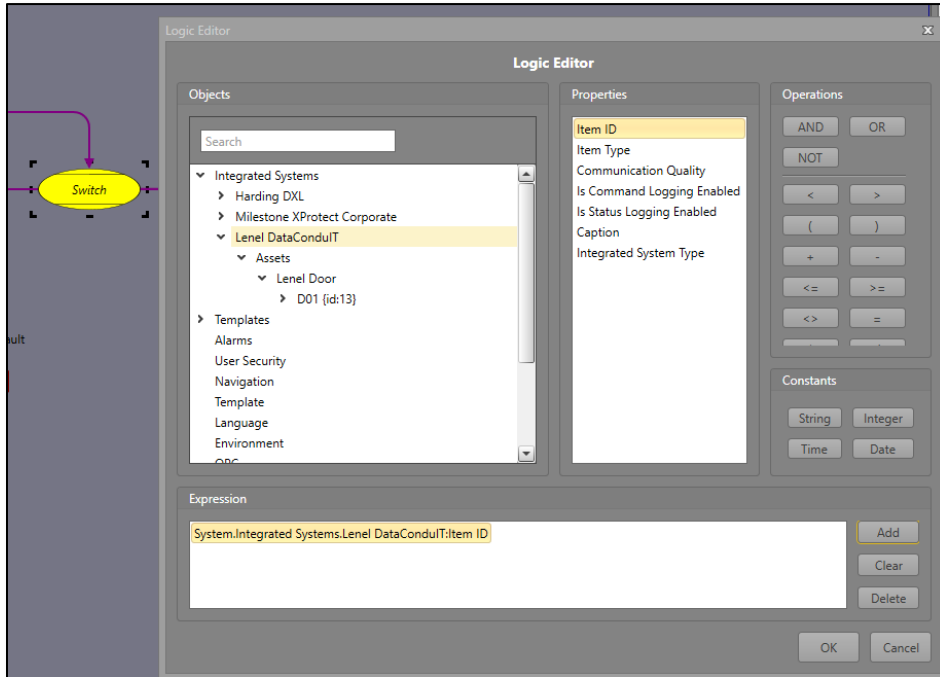 Logic Editor
Logic Editor
Switch
ault
Objects
Search
Integrated Systems
Harding DXL
Milestone XProtect Corporate
Lenel DataConduIT
Assets
Lenel Door
D01 {id:13}
Templates
Alarms
User Security
Navigation
Template
Language
Environment
OPC
Properties
Item ID
Item Type
Communication Quality
Is Command Logging Enabled
Is Status Logging Enabled
Caption
Integrated System Type
Operations
AND OR
NOT
< >
( )
+ -
<= >=
<> =
Constants
String Integer
Time Date
Expression
System.Integrated Systems.Lenel DataConduIT:Item ID
Add
Clear
Delete
OK Cancel